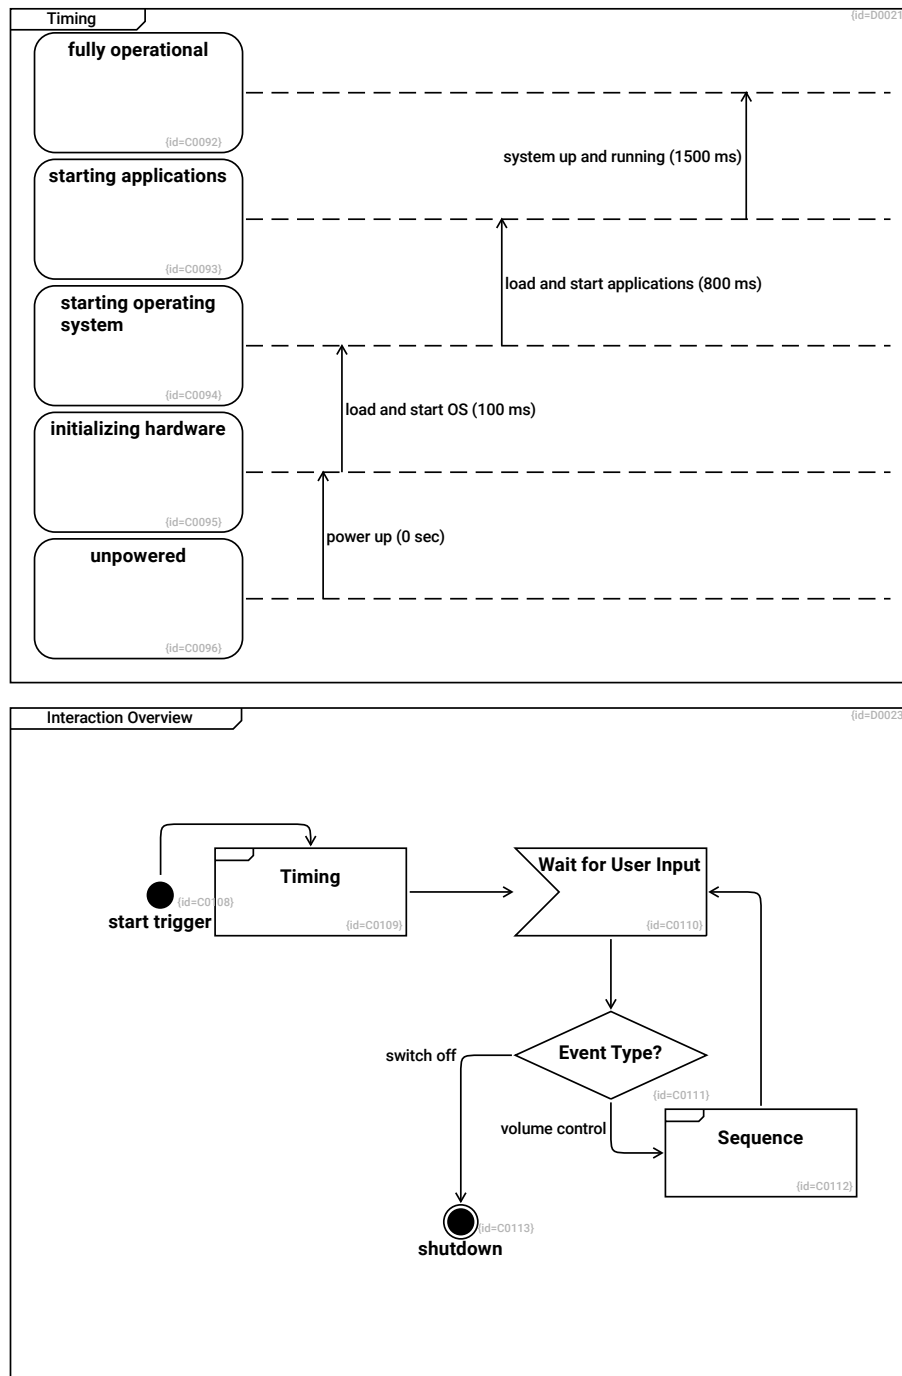 Timing
{id=D0021
fully operational
{id=C0092}
system up and running (1500 ms)
starting applications
{id=C0093}
load and start applications (800 ms)
starting operating
system
{id=C0094}
load and start OS (100 ms)
initializing hardware
{id=C0095}
power up (0 sec)
unpowered
{id=C0096}
Interaction Overview
{id=D0023
Timing
{id=C0109}
{id=C0108}
start trigger
Wait for User Input
{id=C0110}
Event Type?
{id=C0111}
switch off
volume control
Sequence
{id=C0112}
{id=C0113}
shutdown